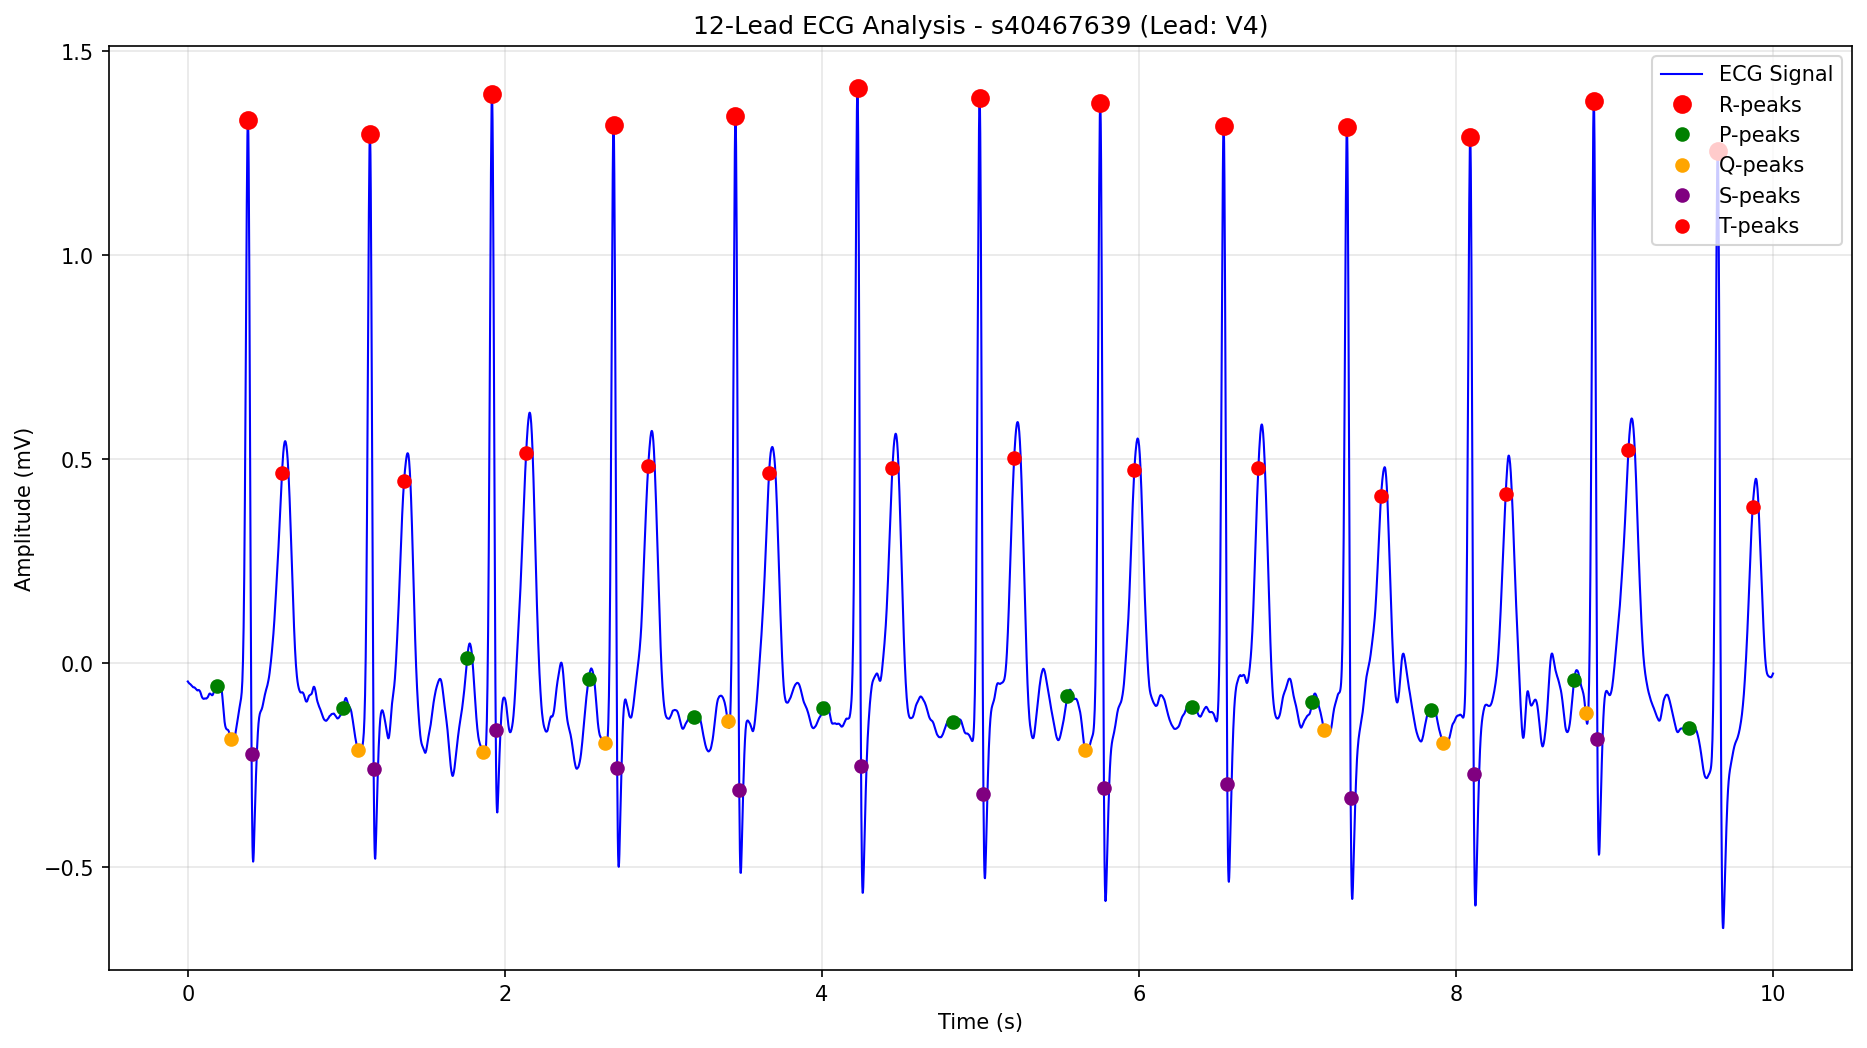 12-Lead ECG Analysis - s40467639 (Lead: V4)
1.5
1.0
0.5
0.0
−0.5
Amplitude (mV)
ECG Signal
R-peaks
P-peaks
Q-peaks
S-peaks
T-peaks
0 2 4 6 8 10
Time (s)